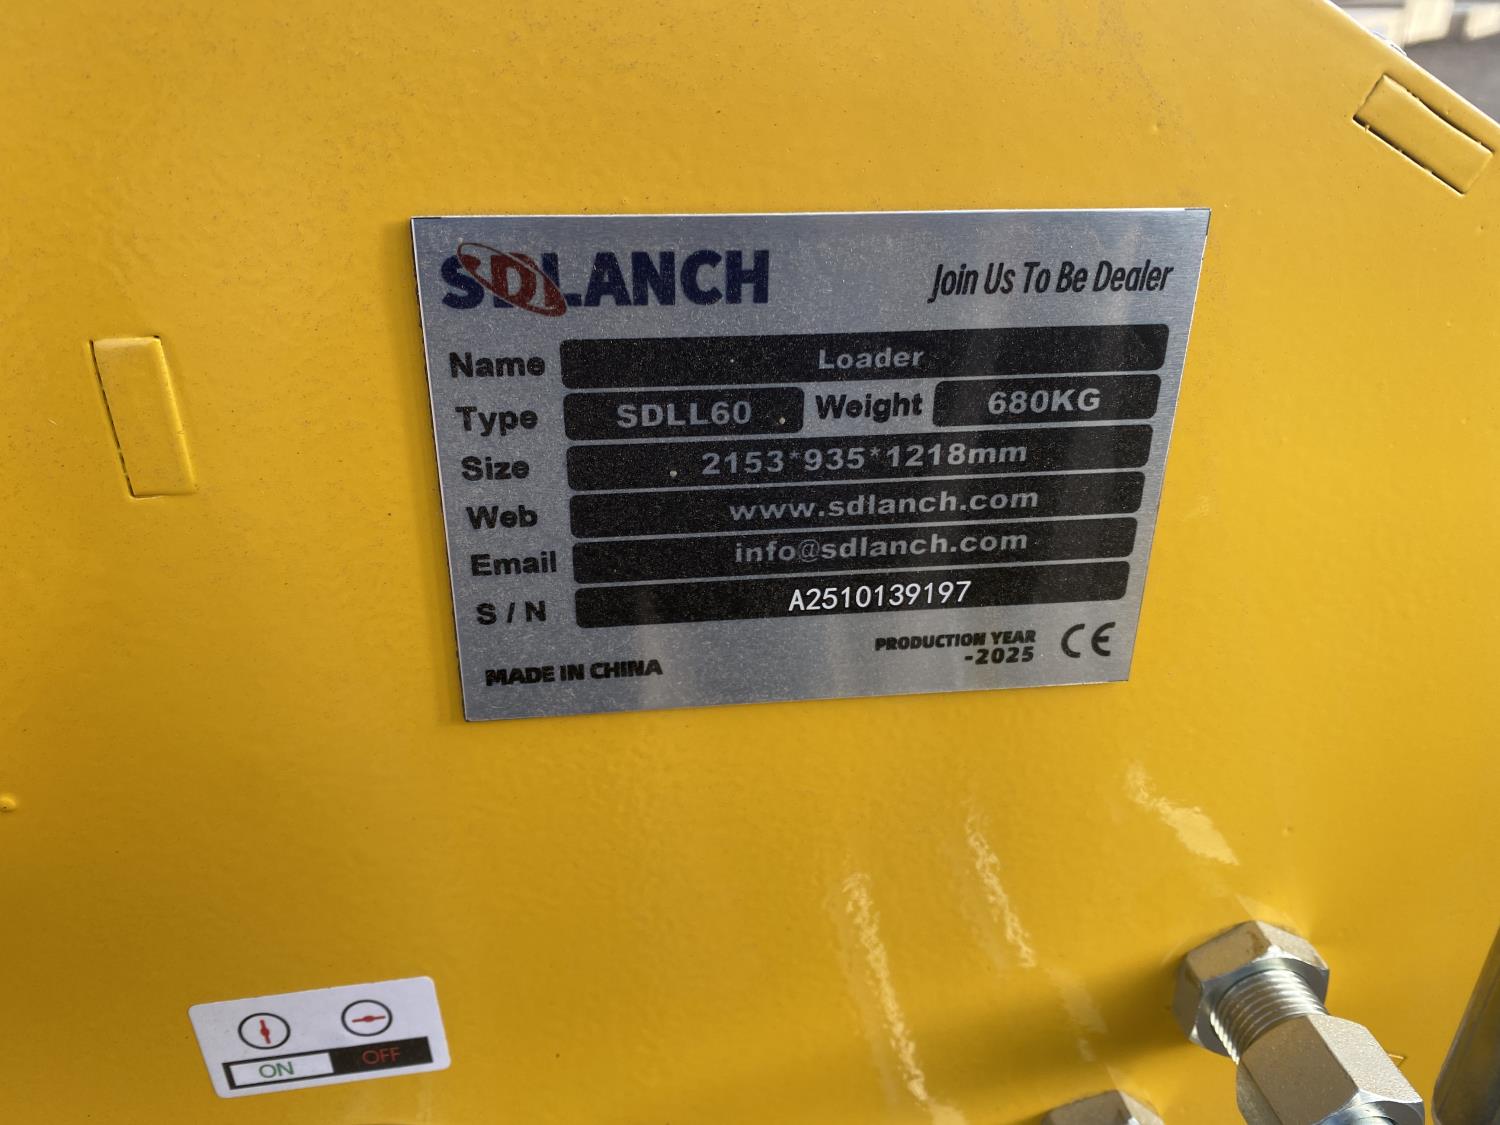 SDLANCH Join Us To Be Dealer
Name Loader
Type SDLL60 Weight 680KG
Size 2153*935*1218mm
Web www.sdlanch.com
Email info@sdlanch.com
S/N A2510139197
MADE IN CHINA PRODUCTION YEAR CE
-2025
ON OFF